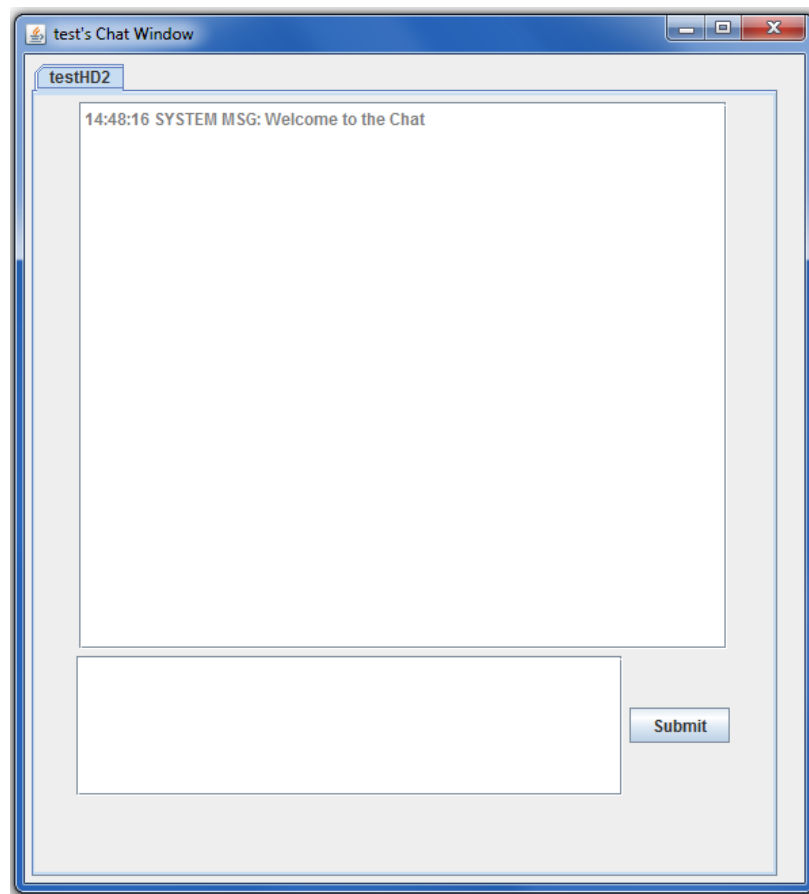 test's Chat Window
testHD2
14:48:16 SYSTEM MSG: Welcome to the Chat
Submit